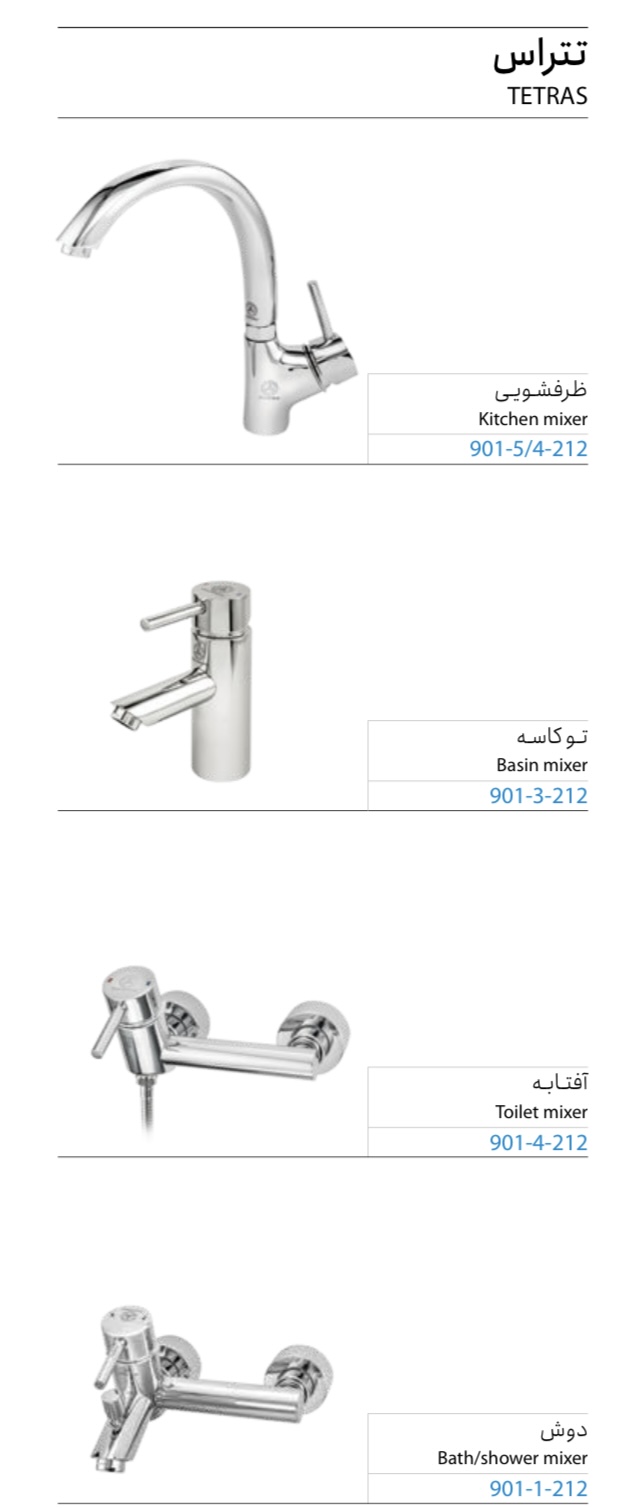 تتراس
TETRAS
ظرفشویی
Kitchen mixer
901-5/4-212
توکاسه
Basin mixer
901-3-212
آفتابه
Toilet mixer
901-4-212
دوش
Bath/shower mixer
901-1-212